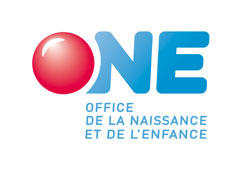 ONE
OFFICE
DE LA NAISSANCE
ET DE L'ENFANCE